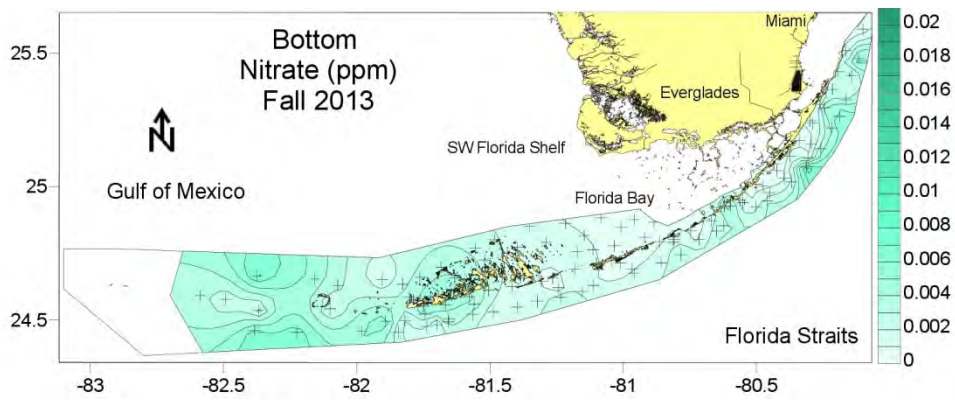 Bottom
Nitrate (ppm)
Fall 2013
N
Miami
Everglades
SW Florida Shelf
Gulf of Mexico
Florida Bay
Florida Straits
25.5
25
24.5
-83
-82.5
-82
-81.5
-81
-80.5
0.02
0.018
0.016
0.014
0.012
0.01
0.008
0.006
0.004
0.002
0